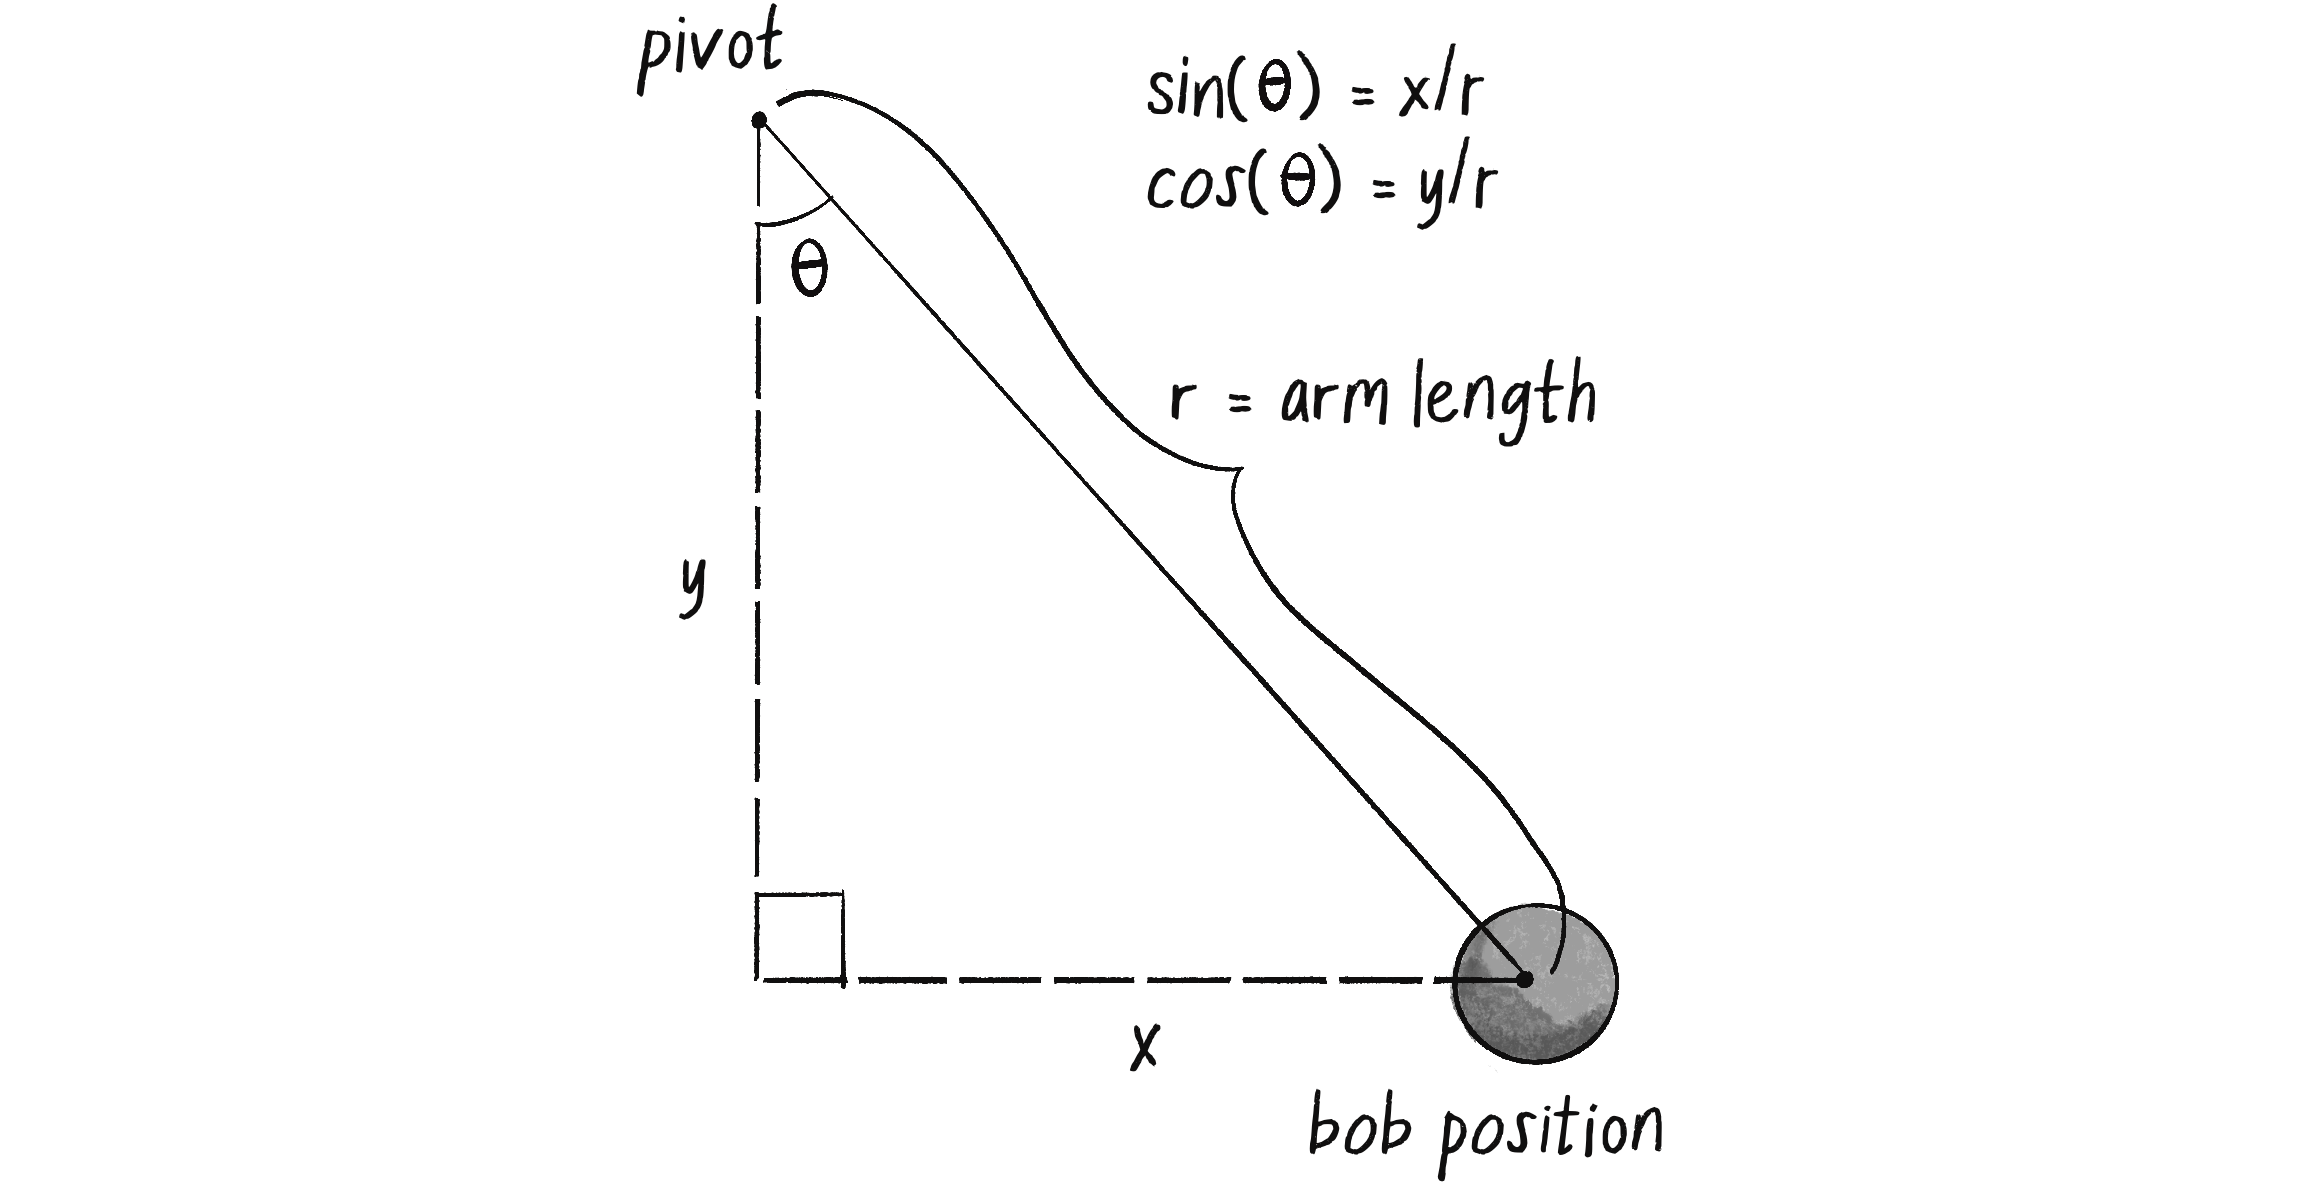 pivot
sin(θ) = x/r
cos(θ) = y/r
θ
r = arm length
y
x
bob position